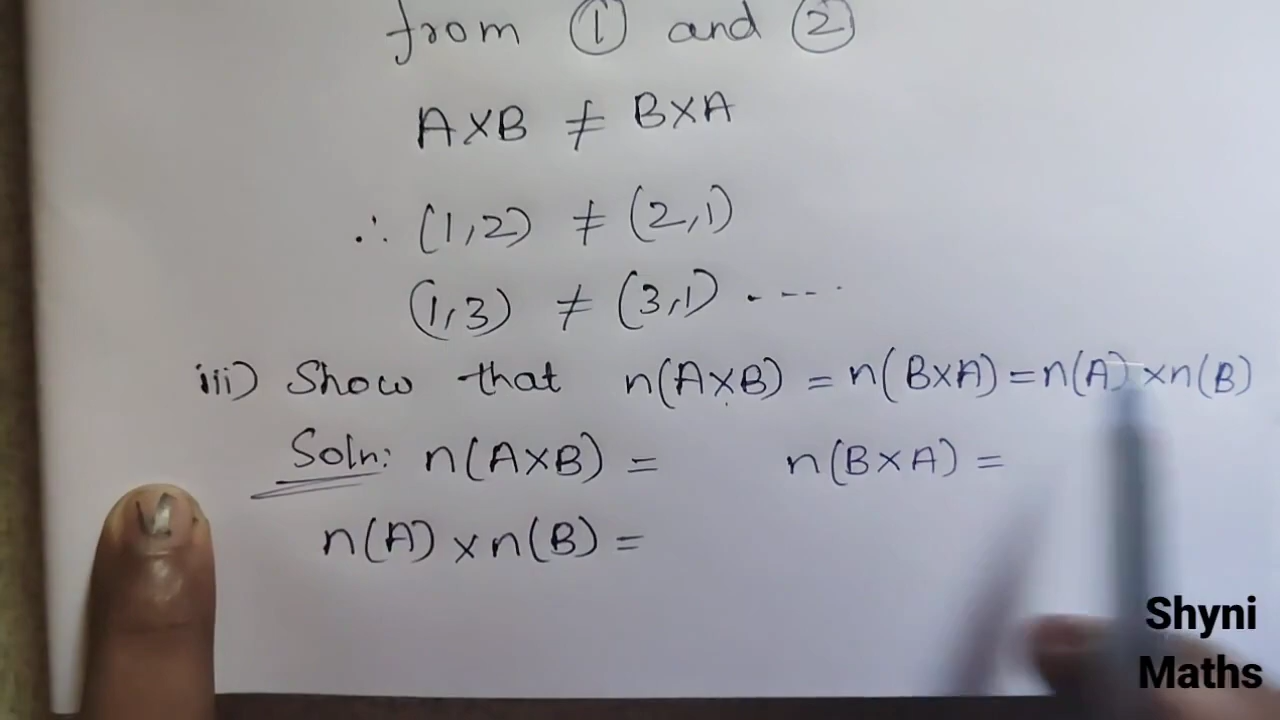 from ① and ②
A×B ≠ B×A
∴ (1,2) ≠ (2,1)
(1,3) ≠ (3,1) ----
iii) Show that n(A×B) = n(B×A) = n(A) × n(B)
Soln: n(A×B) = n(B×A) =
n(A) × n(B) =
Shyni
Maths